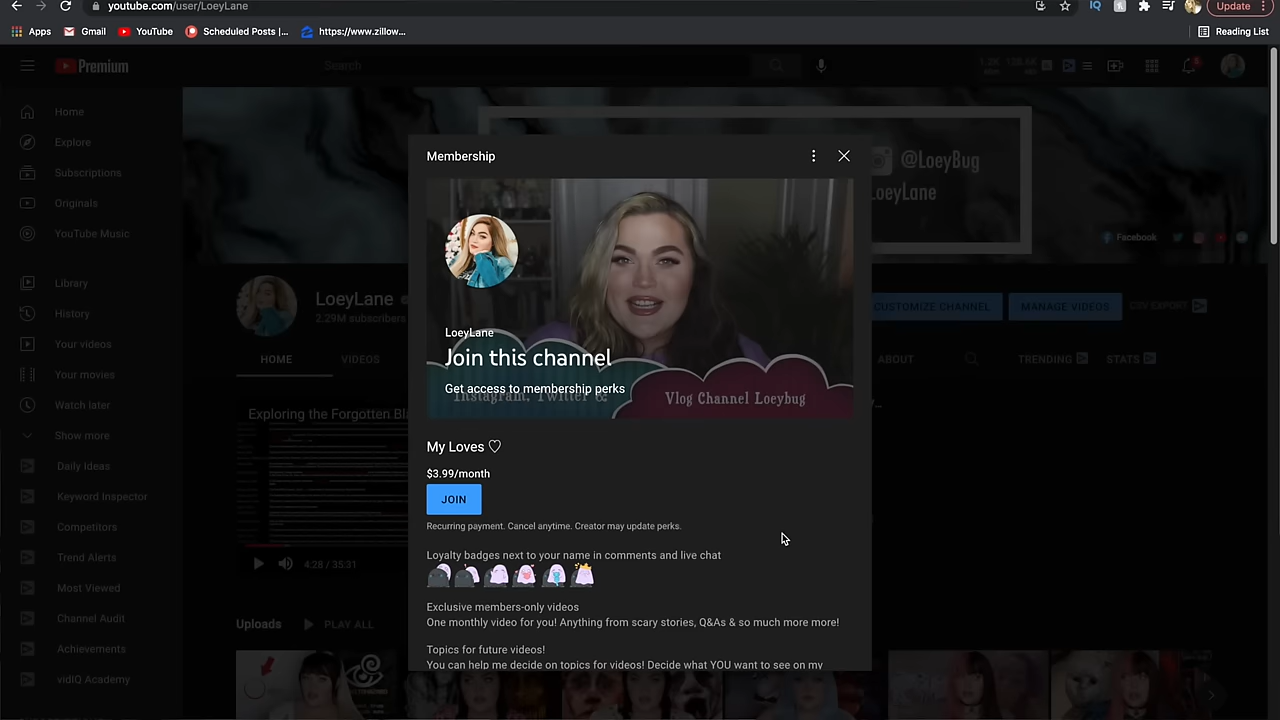 youtube.com/user/LoeyLane
Update
Apps
Gmail
YouTube
Scheduled Posts |...
https://www.zillow...
Reading List
Premium
Search
Home
Explore
Subscriptions
Originals
YouTube Music
Library
History
Your videos
Your movies
Watch later
Show more
Daily Ideas
Keyword Inspector
Competitors
Trend Alerts
Most Viewed
Channel Audit
Achievements
vidIQ Academy
@LoeyBug
LoeyLane
Facebook
LoeyLane
2.29M subscribers
CUSTOMIZE CHANNEL
MANAGE VIDEOS
CSV EXPORT
HOME
VIDEOS
ABOUT
TRENDING
STATS
Exploring the Forgotten Bla
4:28 / 35:31
Uploads
PLAY ALL
Membership
LoeyLane
Join this channel
Get access to membership perks
Instagram, Twitter &:
Vlog Channel Loeybug
My Loves ♡
$3.99/month
JOIN
Recurring payment. Cancel anytime. Creator may update perks.
Loyalty badges next to your name in comments and live chat
Exclusive members-only videos
One monthly video for you! Anything from scary stories, Q&As & so much more more!
Topics for future videos!
You can help me decide on topics for videos! Decide what YOU want to see on my